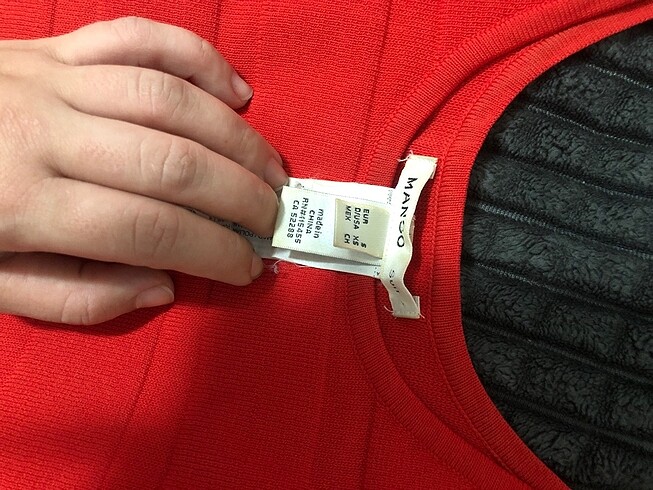 MANGO
EUR S
D/USA XS
MEX CH
made in
CHINA
RN#115455
CA 52288